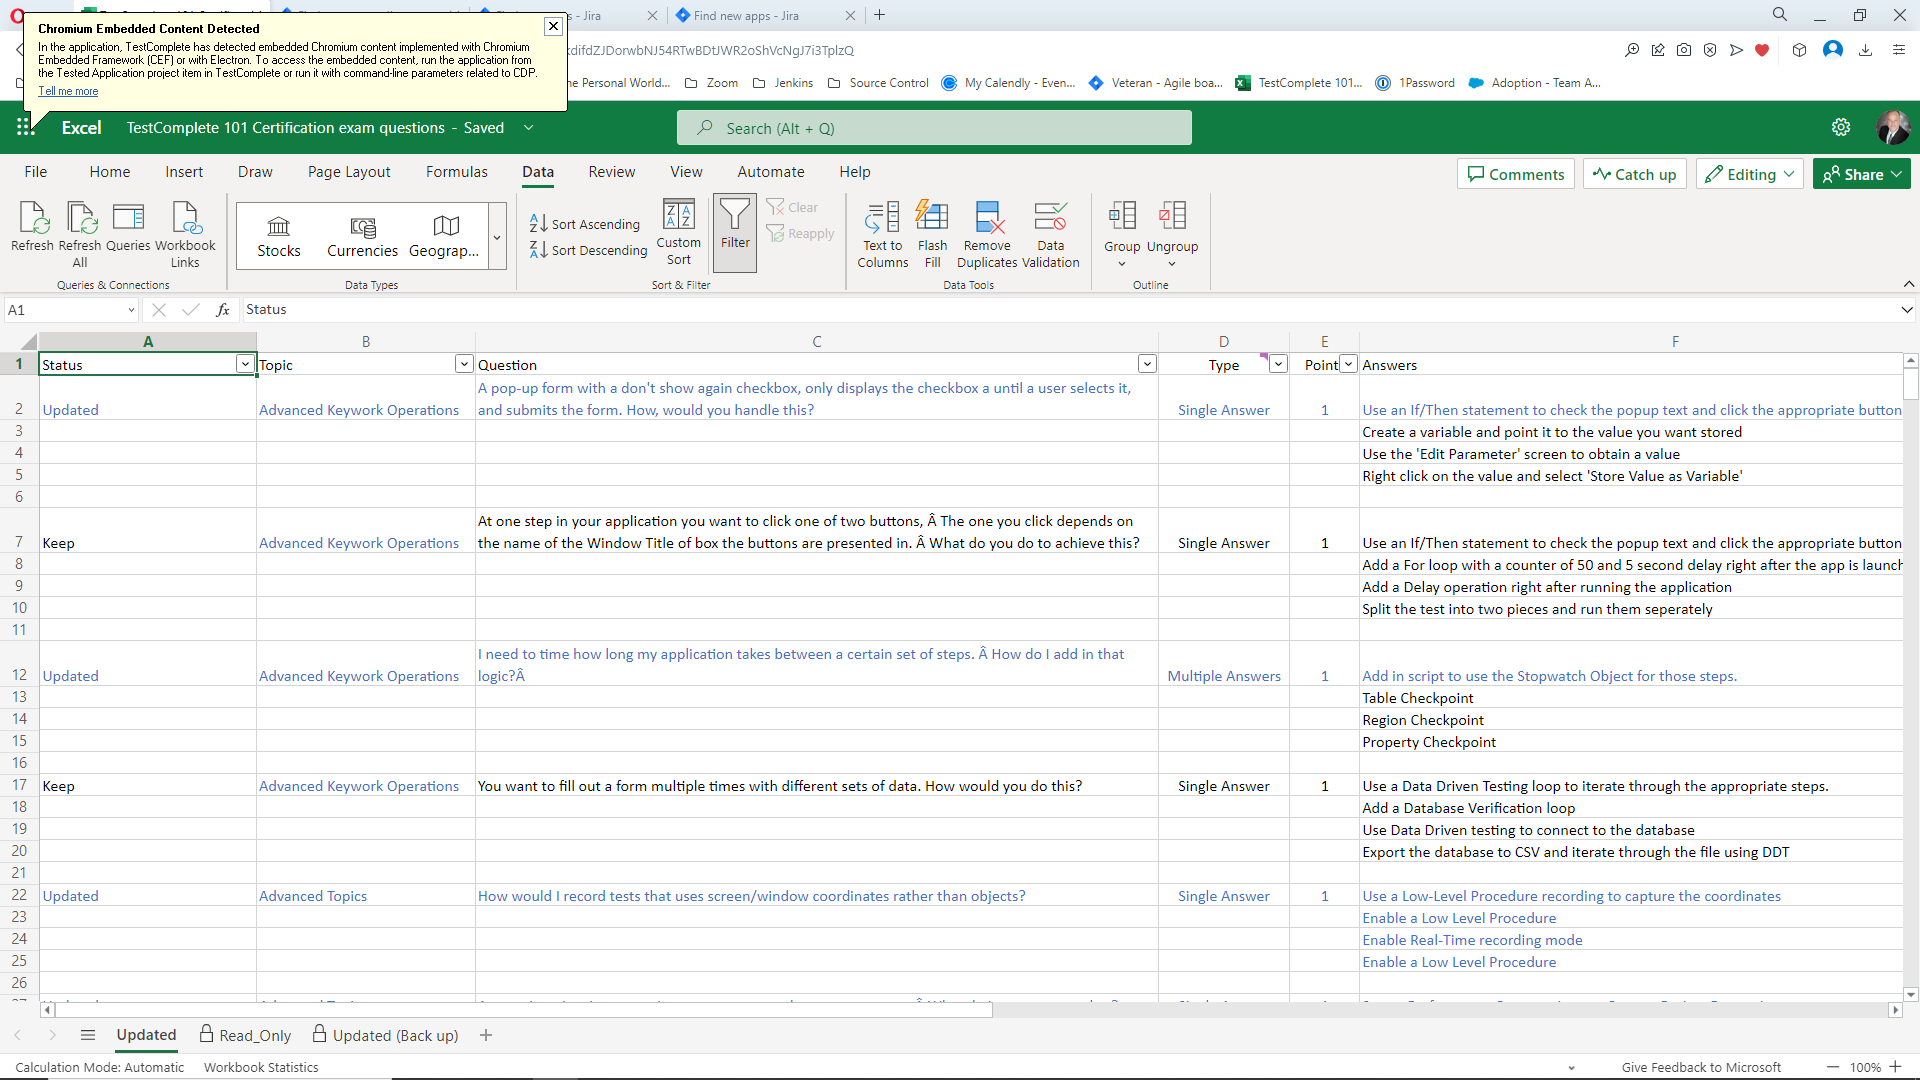 Chromium Embedded Content Detected
In the application, TestComplete has detected embedded Chromium content implemented with Chromium
Embedded Framework (CEF) or with Electron. To access the embedded content, run the application from
the Tested Application project item in TestComplete or run it with command-line parameters related to CDP.
Tell me more
- Jira
Find new apps - Jira
kdifdZJDorwbNJ54RTwBDtJWR2oShVcNgJ7i3TplzQ
he Personal World...
Zoom
Jenkins
Source Control
My Calendly - Even...
Veteran - Agile boa...
TestComplete 101...
1Password
Adoption - Team A...
Excel
TestComplete 101 Certification exam questions - Saved
Search (Alt + Q)
File Home Insert Draw Page Layout Formulas Data Review View Automate Help
Comments
Catch up
Editing
Share
Refresh
Refresh All
Queries
Workbook Links
Queries & Connections
Stocks
Currencies
Geograp...
Data Types
Sort Ascending
Sort Descending
Custom Sort
Filter
Clear
Reapply
Sort & Filter
Text to Columns
Flash Fill
Remove Duplicates
Data Validation
Data Tools
Group
Ungroup
Outline
A1
fx
Status
A B C D E F
1 Status Topic Question Type Point Answers
A pop-up form with a don't show again checkbox, only displays the checkbox a until a user selects it,
2 Updated Advanced Keywork Operations and submits the form. How, would you handle this? Single Answer 1 Use an If/Then statement to check the popup text and click the appropriate button
3 Create a variable and point it to the value you want stored
4 Use the 'Edit Parameter' screen to obtain a value
5 Right click on the value and select 'Store Value as Variable'
6
At one step in your application you want to click one of two buttons, Â The one you click depends on
7 Keep Advanced Keywork Operations the name of the Window Title of box the buttons are presented in. Â What do you do to achieve this? Single Answer 1 Use an If/Then statement to check the popup text and click the appropriate button
8 Add a For loop with a counter of 50 and 5 second delay right after the app is launch
9 Add a Delay operation right after running the application
10 Split the test into two pieces and run them seperately
11
I need to time how long my application takes between a certain set of steps. Â How do I add in that
12 Updated Advanced Keywork Operations logic?Â Multiple Answers 1 Add in script to use the Stopwatch Object for those steps.
13 Table Checkpoint
14 Region Checkpoint
15 Property Checkpoint
16
17 Keep Advanced Keywork Operations You want to fill out a form multiple times with different sets of data. How would you do this? Single Answer 1 Use a Data Driven Testing loop to iterate through the appropriate steps.
18 Add a Database Verification loop
19 Use Data Driven testing to connect to the database
20 Export the database to CSV and iterate through the file using DDT
21
22 Updated Advanced Topics How would I record tests that uses screen/window coordinates rather than objects? Single Answer 1 Use a Low-Level Procedure recording to capture the coordinates
23 Enable a Low Level Procedure
24 Enable Real-Time recording mode
25 Enable a Low Level Procedure
26
Updated
Read_Only
Updated (Back up)
Calculation Mode: Automatic
Workbook Statistics
Give Feedback to Microsoft
100%